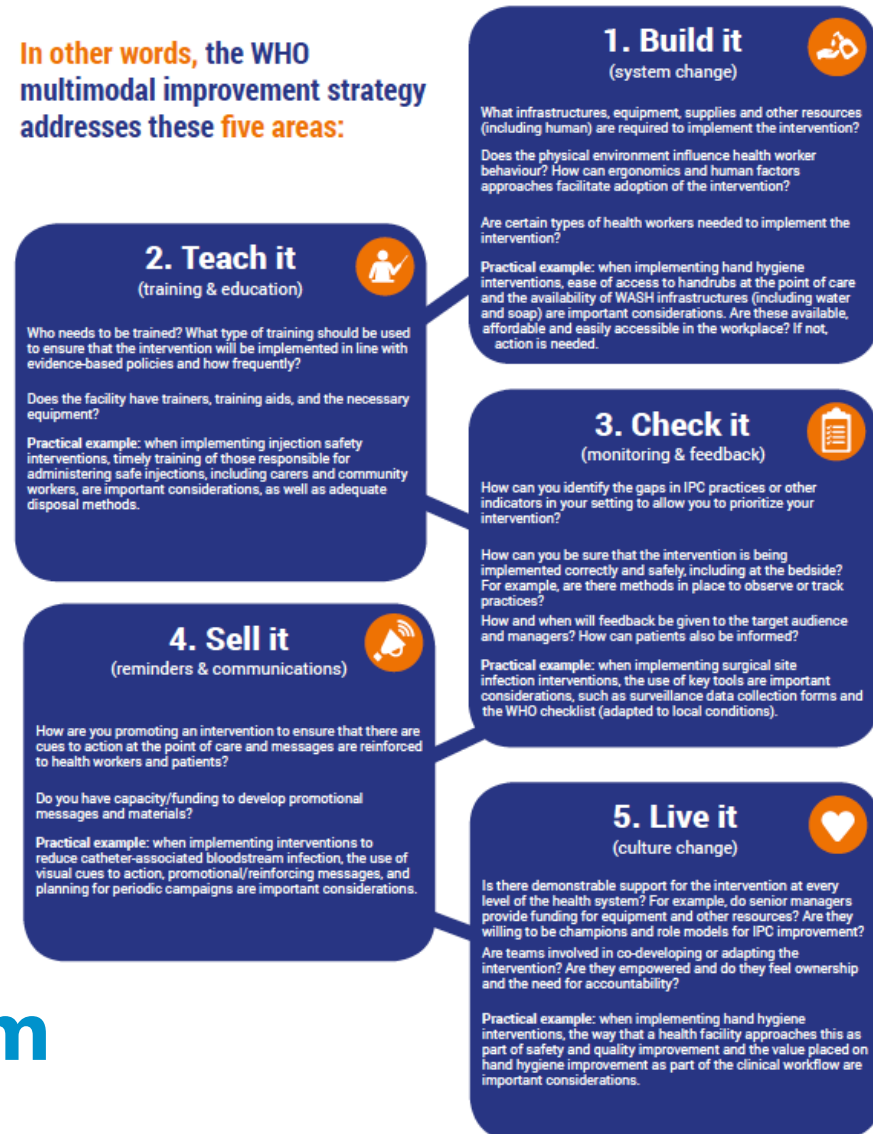 In other words, the WHO
multimodal improvement strategy
addresses these five areas:
1. Build it
(system change)
What infrastructures, equipment, supplies and other resources
(including human) are required to implement the intervention?
Does the physical environment influence health worker
behaviour? How can ergonomics and human factors
approaches facilitate adoption of the intervention?
Are certain types of health workers needed to implement the
intervention?
Practical example: when implementing hand hygiene
interventions, ease of access to handrubs at the point of care
and the availability of WASH infrastructures (including water
and soap) are important considerations. Are these available,
affordable and easily accessible in the workplace? If not,
action is needed.
2. Teach it
(training & education)
Who needs to be trained? What type of training should be used
to ensure that the intervention will be implemented in line with
evidence-based policies and how frequently?
Does the facility have trainers, training aids, and the necessary
equipment?
Practical example: when implementing injection safety
interventions, timely training of those responsible for
administering safe injections, including carers and community
workers, are important considerations, as well as adequate
disposal methods.
3. Check it
(monitoring & feedback)
How can you identify the gaps in IPC practices or other
indicators in your setting to allow you to prioritize your
intervention?
How can you be sure that the intervention is being
implemented correctly and safely, including at the bedside?
For example, are there methods in place to observe or track
practices?
How and when will feedback be given to the target audience
and managers? How can patients also be informed?
Practical example: when implementing surgical site
infection interventions, the use of key tools are important
considerations, such as surveillance data collection forms and
the WHO checklist (adapted to local conditions).
4. Sell it
(reminders & communications)
How are you promoting an intervention to ensure that there are
cues to action at the point of care and messages are reinforced
to health workers and patients?
Do you have capacity/funding to develop promotional
messages and materials?
Practical example: when implementing interventions to
reduce catheter-associated bloodstream infection, the use of
visual cues to action, promotional/reinforcing messages, and
planning for periodic campaigns are important considerations.
5. Live it
(culture change)
Is there demonstrable support for the intervention at every
level of the health system? For example, do senior managers
provide funding for equipment and other resources? Are they
willing to be champions and role models for IPC improvement?
Are teams involved in co-developing or adapting the
intervention? Are they empowered and do they feel ownership
and the need for accountability?
Practical example: when implementing hand hygiene
interventions, the way that a health facility approaches this as
part of safety and quality improvement and the value placed on
hand hygiene improvement as part of the clinical workflow are
important considerations.
m